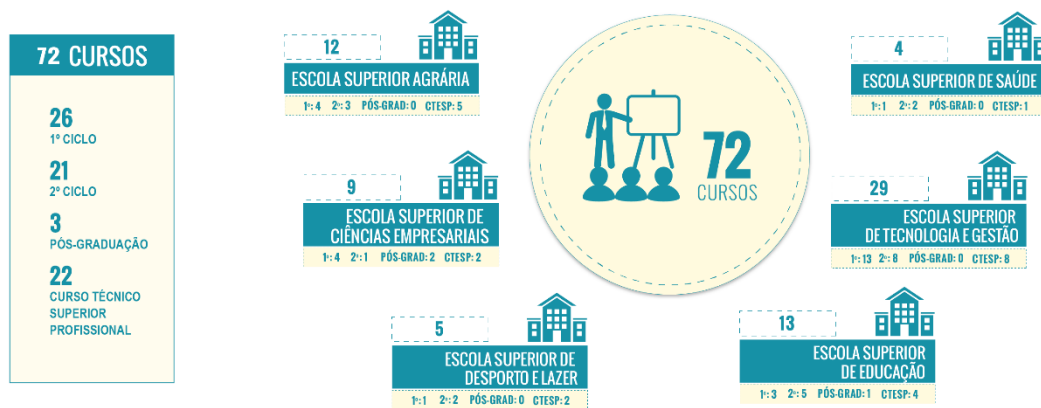 72 CURSOS
26
1º CICLO
21
2º CICLO
3
PÓS-GRADUAÇÃO
22
CURSO TÉCNICO
SUPERIOR
PROFISSIONAL
12
ESCOLA SUPERIOR AGRÁRIA
1º: 4 2º: 3 PÓS-GRAD: 0 CTESP: 5
9
ESCOLA SUPERIOR DE
CIÊNCIAS EMPRESARIAIS
1º: 4 2º: 1 PÓS-GRAD: 2 CTESP: 2
5
ESCOLA SUPERIOR DE
DESPORTO E LAZER
1º: 1 2º: 2 PÓS-GRAD: 0 CTESP: 2
72
CURSOS
4
ESCOLA SUPERIOR DE SAÚDE
1º: 1 2º: 2 PÓS-GRAD: 0 CTESP: 1
29
ESCOLA SUPERIOR
DE TECNOLOGIA E GESTÃO
1º: 13 2º: 8 PÓS-GRAD: 0 CTESP: 8
13
ESCOLA SUPERIOR
DE EDUCAÇÃO
1º: 3 2º: 5 PÓS-GRAD: 1 CTESP: 4